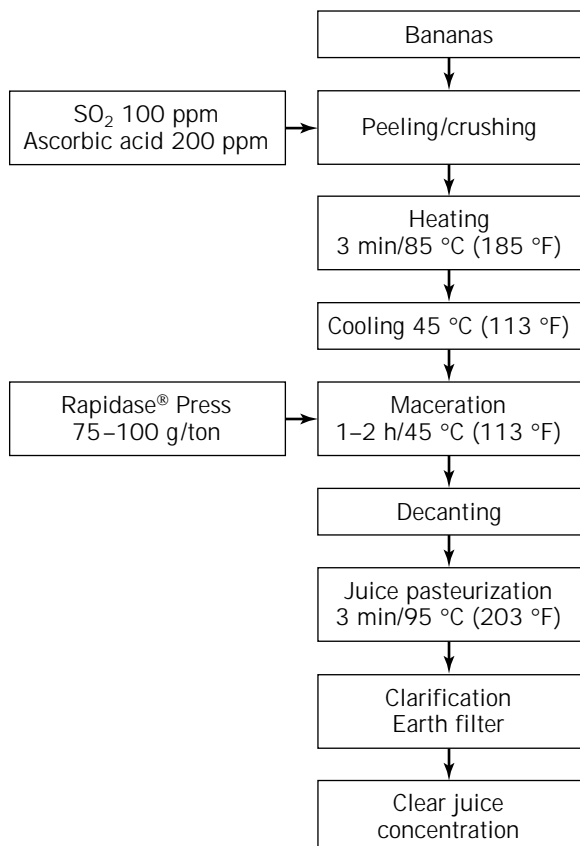 Bananas
SO₂ 100 ppm
Ascorbic acid 200 ppm
Peeling/crushing
Heating
3 min/85 °C (185 °F)
Cooling 45 °C (113 °F)
Rapidase® Press
75–100 g/ton
Maceration
1–2 h/45 °C (113 °F)
Decanting
Juice pasteurization
3 min/95 °C (203 °F)
Clarification
Earth filter
Clear juice
concentration